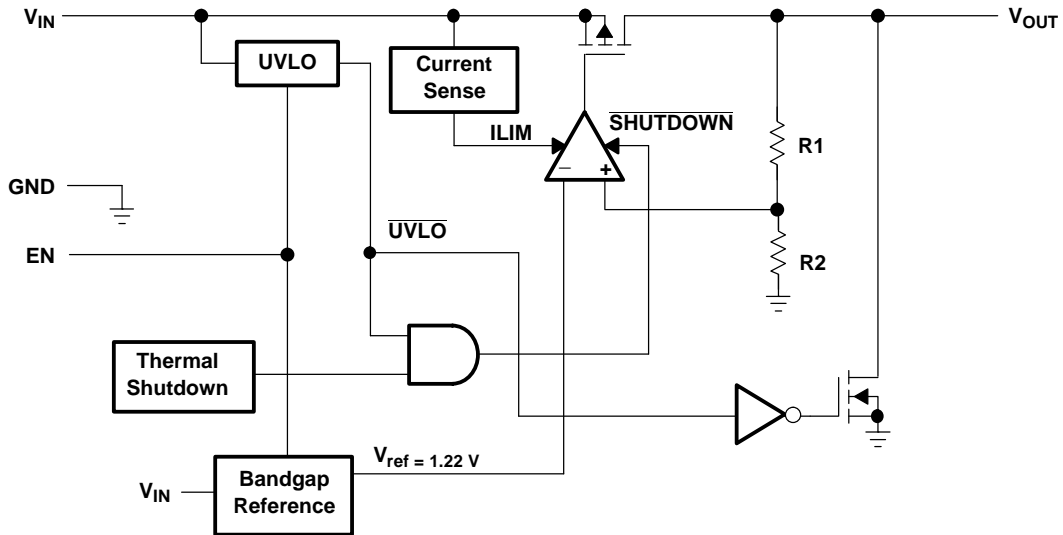 VIN
VOUT
UVLO
Current
Sense
SHUTDOWN
ILIM
R1
− +
GND
UVLO
EN
R2
Thermal
Shutdown
Vref = 1.22 V
Bandgap
Reference
VIN